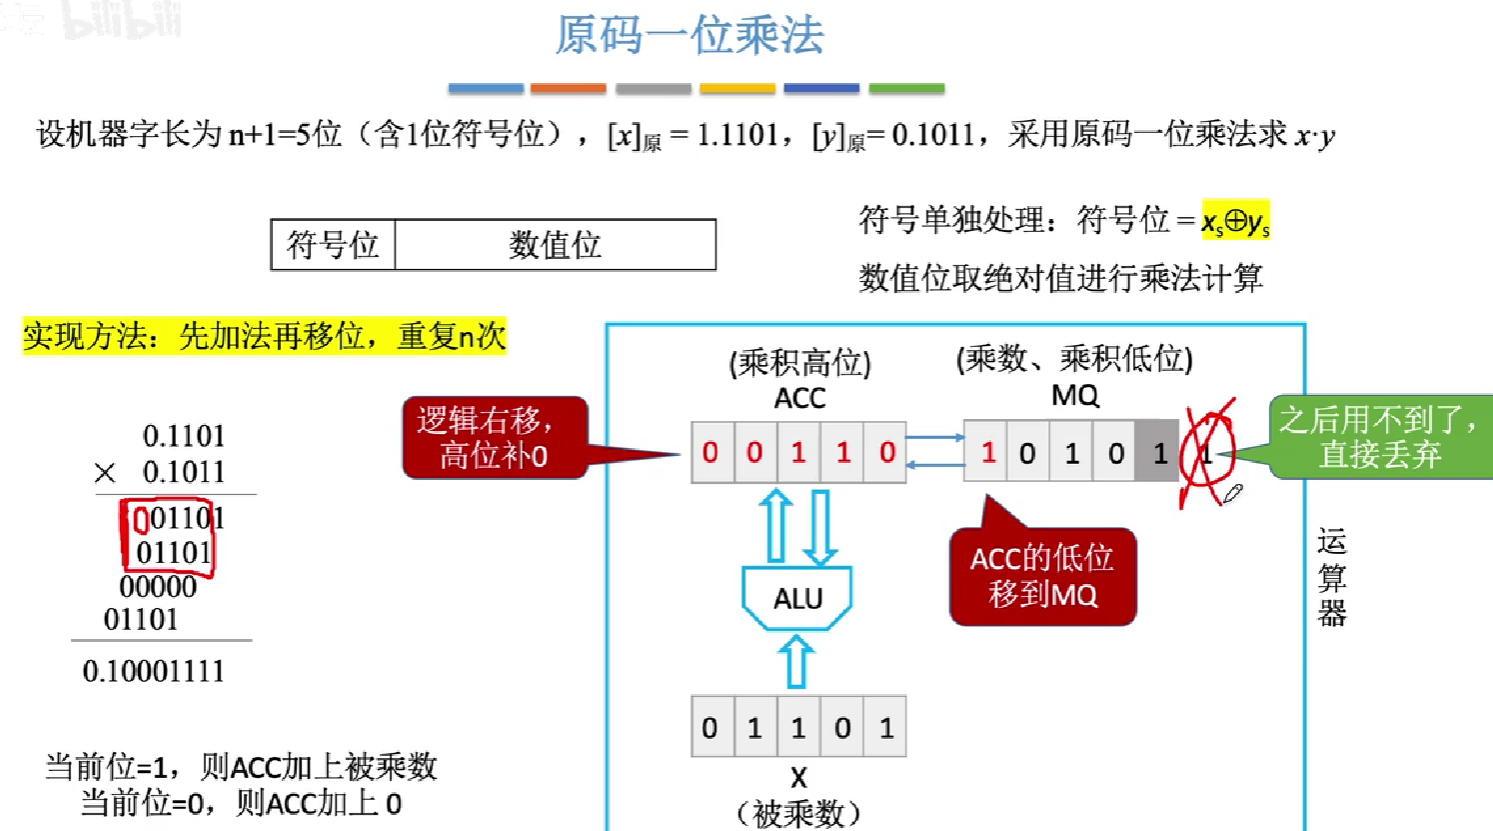 bilibili
原码一位乘法
设机器字长为 n+1=5位（含1位符号位），[x]原 = 1.1101，[y]原= 0.1011，采用原码一位乘法求 x·y
符号位 数值位
符号单独处理：符号位 = xs⊕ys
数值位取绝对值进行乘法计算
实现方法：先加法再移位，重复n次
0.1101
× 0.1011
001101
01101
00000
01101
0.10001111
当前位=1，则ACC加上被乘数
当前位=0，则ACC加上 0
(乘积高位)
ACC
(乘数、乘积低位)
MQ
逻辑右移，
高位补0
0 0 1 1 0
1 0 1 0 1 1
之后用不到了，
直接丢弃
ACC的低位
移到MQ
ALU
运
算
器
0 1 1 0 1
X
（被乘数）